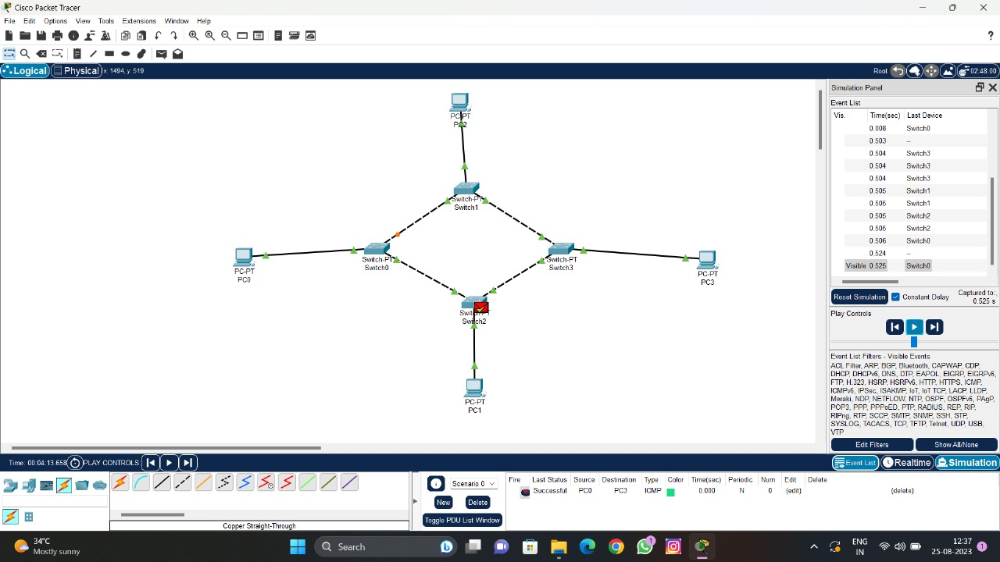 Cisco Packet Tracer
File Edit Options View Tools Extensions Window Help
?
Logical Physical x: 1494, y: 519 Root 02:48:00
Simulation Panel
Event List
Vis. Time(sec) Last Device
0.008 Switch0
0.503 --
0.504 Switch3
0.504 Switch3
0.504 Switch3
0.505 Switch1
0.505 Switch1
0.505 Switch2
0.505 Switch2
0.506 Switch0
0.524 --
Visible 0.525 Switch0
Reset Simulation Constant Delay Captured to:
0.525 s
Play Controls
Event List Filters - Visible Events
ACL Filter, ARP, BGP, Bluetooth, CAPWAP, CDP,
DHCP, DHCPv6, DNS, DTP, EAPOL, EIGRP, EIGRPv6,
FTP, H.323, HSRP, HSRPv6, HTTP, HTTPS, ICMP,
ICMPv6, IPSec, ISAKMP, IoT, IoT TCP, LACP, LLDP,
Meraki, NDP, NETFLOW, NTP, OSPF, OSPFv6, PAgP,
POP3, PPP, PPPoED, PTP, RADIUS, REP, RIP,
RIPng, RTP, SCCP, SMTP, SNMP, SSH, STP,
SYSLOG, TACACS, TCP, TFTP, Telnet, UDP, USB,
VTP
Edit Filters Show All/None
Event List Realtime Simulation
PC-PT
PC2
Switch-PT
Switch1
PC-PT
PC0
Switch-PT
Switch0
Switch-PT
Switch3
PC-PT
PC3
Switch-PT
Switch2
PC-PT
PC1
Time: 00:04:13.658 PLAY CONTROLS:
Copper Straight-Through
Scenario 0
New Delete
Toggle PDU List Window
Fire Last Status Source Destination Type Color Time(sec) Periodic Num Edit Delete
Successful PC0 PC3 ICMP 0.000 N 0 (edit) (delete)
34°C
Mostly sunny
Search
1
ENG
IN
12:37
25-08-2023
1